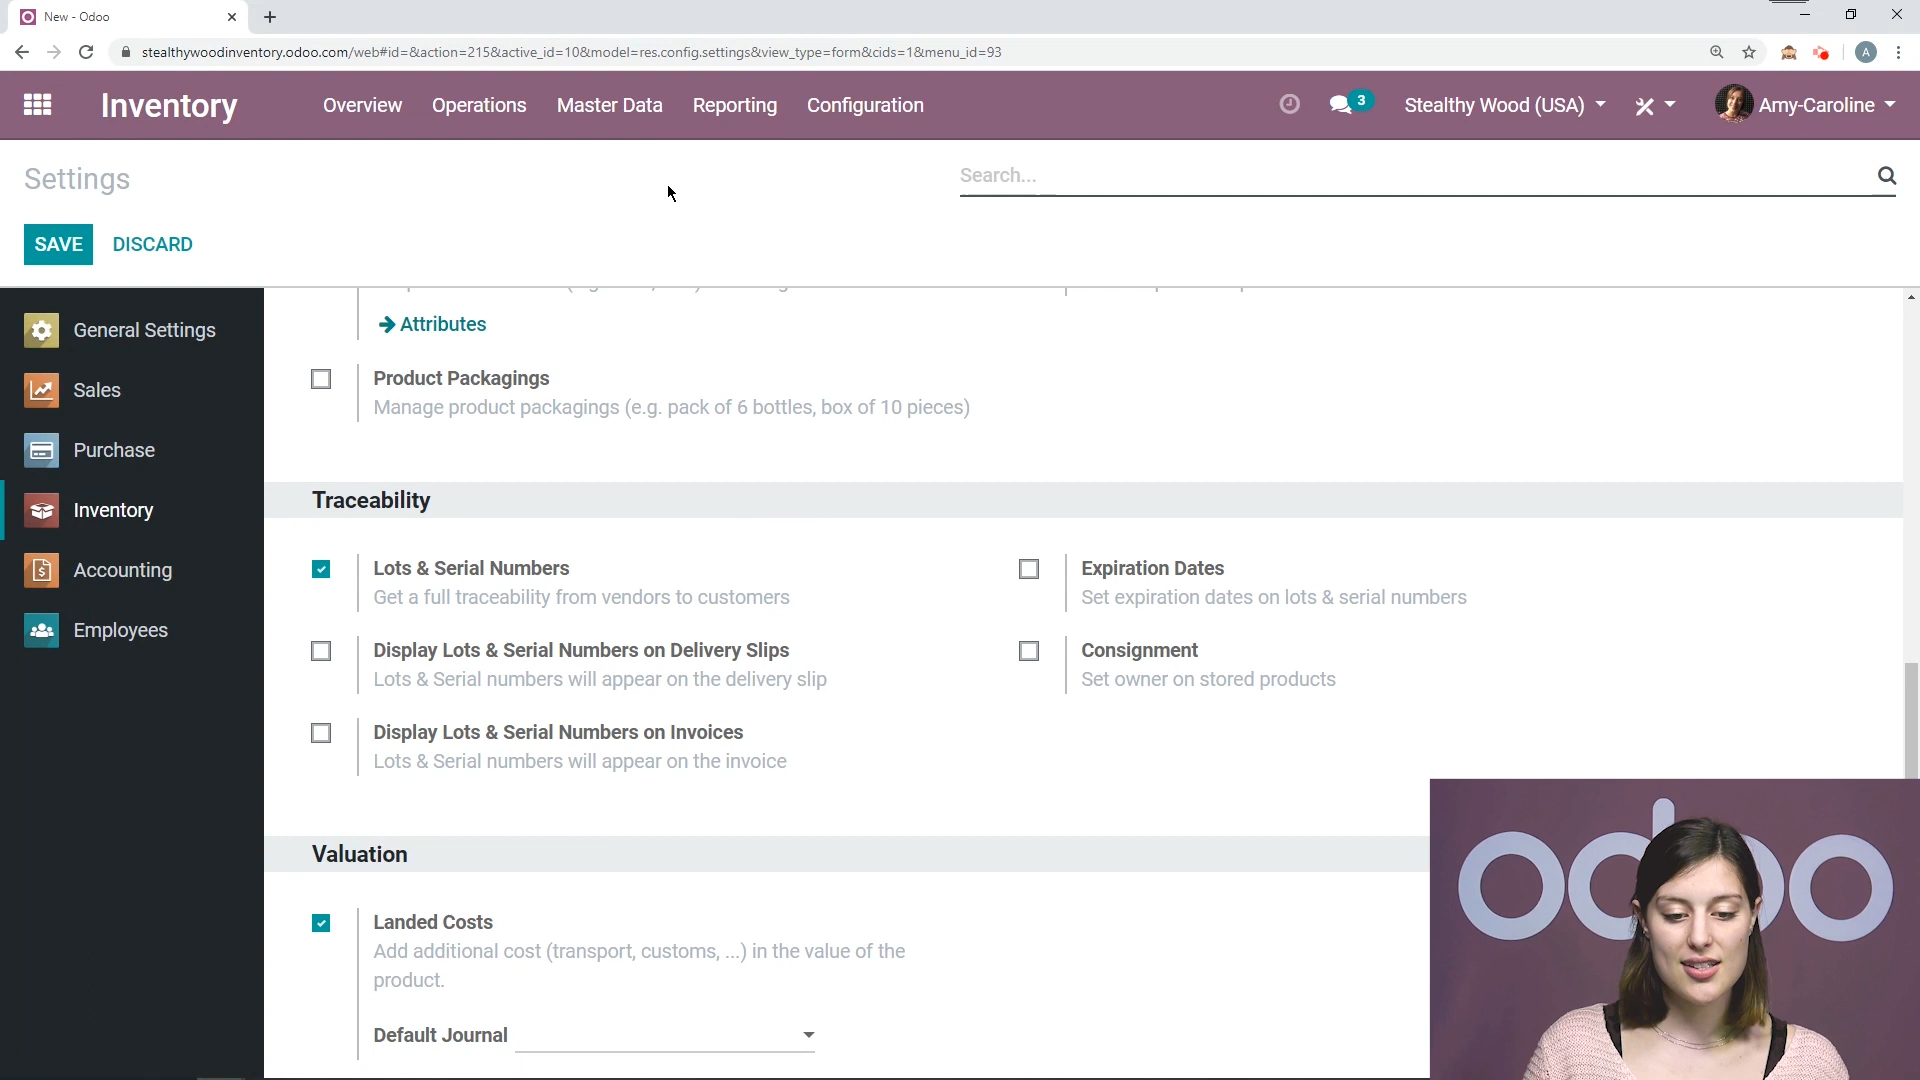 New - Odoo
stealthywoodinventory.odoo.com/web#id=&action=215&active_id=10&model=res.config.settings&view_type=form&cids=1&menu_id=93
A
Inventory
Overview
Operations
Master Data
Reporting
Configuration
3
Stealthy Wood (USA)
Amy-Caroline
Settings
Search...
SAVE
DISCARD
General Settings
Sales
Purchase
Inventory
Accounting
Employees
Attributes
Product Packagings
Manage product packagings (e.g. pack of 6 bottles, box of 10 pieces)
Traceability
Lots & Serial Numbers
Get a full traceability from vendors to customers
Expiration Dates
Set expiration dates on lots & serial numbers
Display Lots & Serial Numbers on Delivery Slips
Lots & Serial numbers will appear on the delivery slip
Consignment
Set owner on stored products
Display Lots & Serial Numbers on Invoices
Lots & Serial numbers will appear on the invoice
Valuation
Landed Costs
Add additional cost (transport, customs, ...) in the value of the
product.
Default Journal
odoo